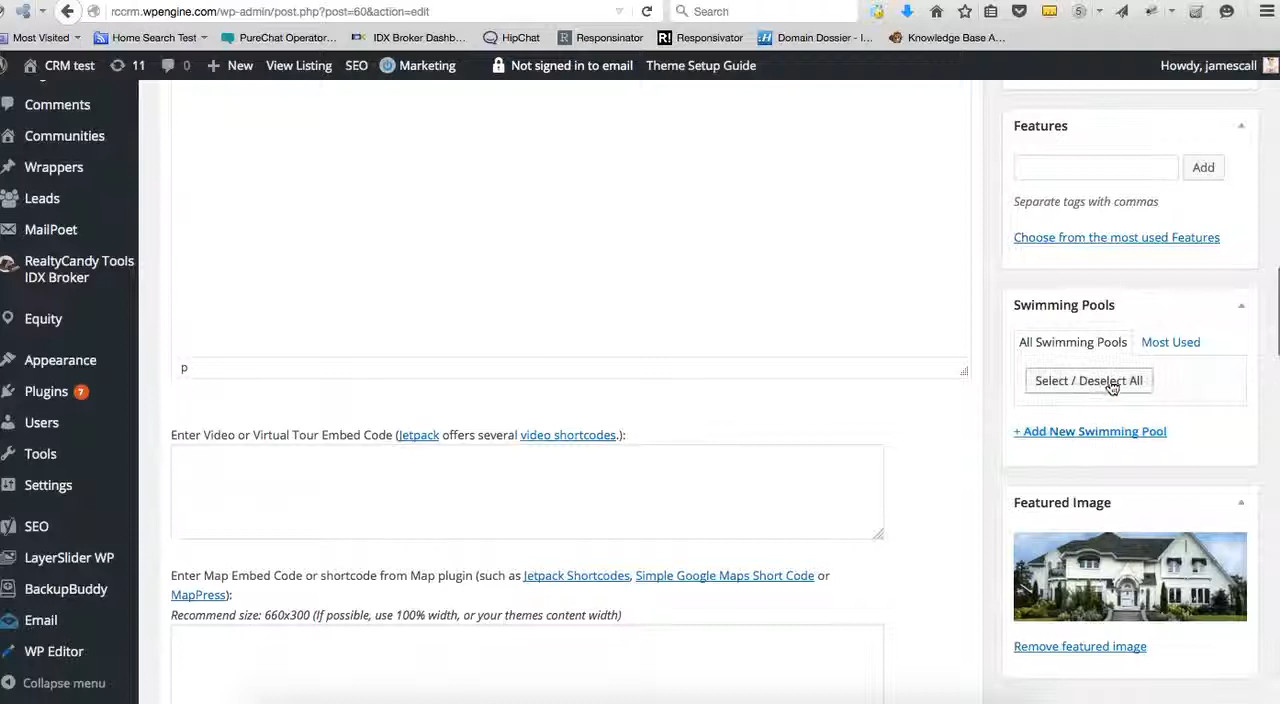 rccrm.wpengine.com/wp-admin/post.php?post=60&action=edit
Search
Most Visited
Home Search Test
PureChat Operator...
IDX Broker Dashb...
HipChat
Responsinator
Responsivator
Domain Dossier - I...
Knowledge Base A...
CRM test
11
0
+ New
View Listing
SEO
Marketing
Not signed in to email
Theme Setup Guide
Howdy, jamescall
Comments
Communities
Wrappers
Leads
MailPoet
RealtyCandy Tools
IDX Broker
Equity
Appearance
Plugins 7
Users
Tools
Settings
SEO
LayerSlider WP
BackupBuddy
Email
WP Editor
Collapse menu
p
Enter Video or Virtual Tour Embed Code (Jetpack offers several video shortcodes.):
Enter Map Embed Code or shortcode from Map plugin (such as Jetpack Shortcodes, Simple Google Maps Short Code or
MapPress):
Recommend size: 660x300 (If possible, use 100% width, or your themes content width)
Features
Add
Separate tags with commas
Choose from the most used Features
Swimming Pools
All Swimming Pools
Most Used
Select / Deselect All
+ Add New Swimming Pool
Featured Image
Remove featured image